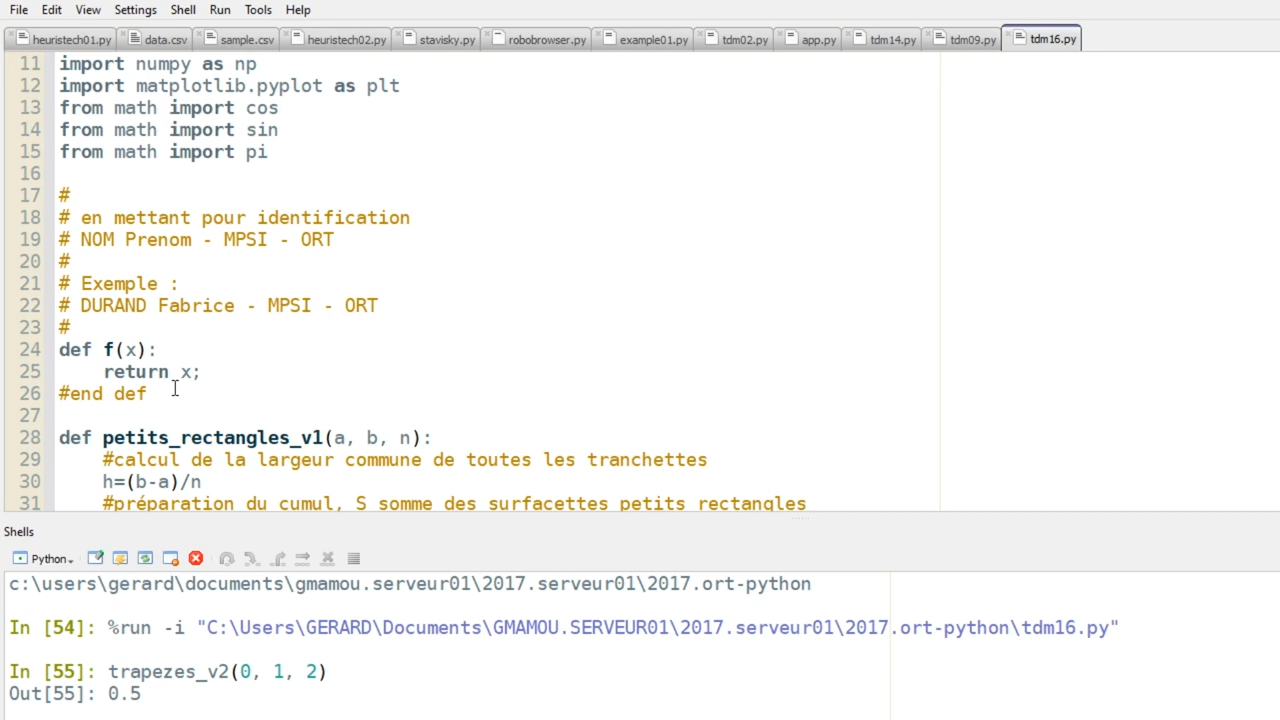 File Edit View Settings Shell Run Tools Help
heuristech01.py data.csv sample.csv heuristech02.py stavisky.py robobrowser.py example01.py tdm02.py app.py tdm14.py tdm09.py tdm16.py
11 import numpy as np
12 import matplotlib.pyplot as plt
13 from math import cos
14 from math import sin
15 from math import pi
16
17 #
18 # en mettant pour identification
19 # NOM Prenom - MPSI - ORT
20 #
21 # Exemple :
22 # DURAND Fabrice - MPSI - ORT
23 #
24 def f(x):
25     return x;
26 #end def
27
28 def petits_rectangles_v1(a, b, n):
29     #calcul de la largeur commune de toutes les tranchettes
30     h=(b-a)/n
31     #préparation du cumul, S somme des surfacettes petits rectangles
Shells
Python
c:\users\gerard\documents\gmamou.serveur01\2017.serveur01\2017.ort-python
In [54]: %run -i "C:\Users\GERARD\Documents\GMAMOU.SERVEUR01\2017.serveur01\2017.ort-python\tdm16.py"
In [55]: trapezes_v2(0, 1, 2)
Out[55]: 0.5